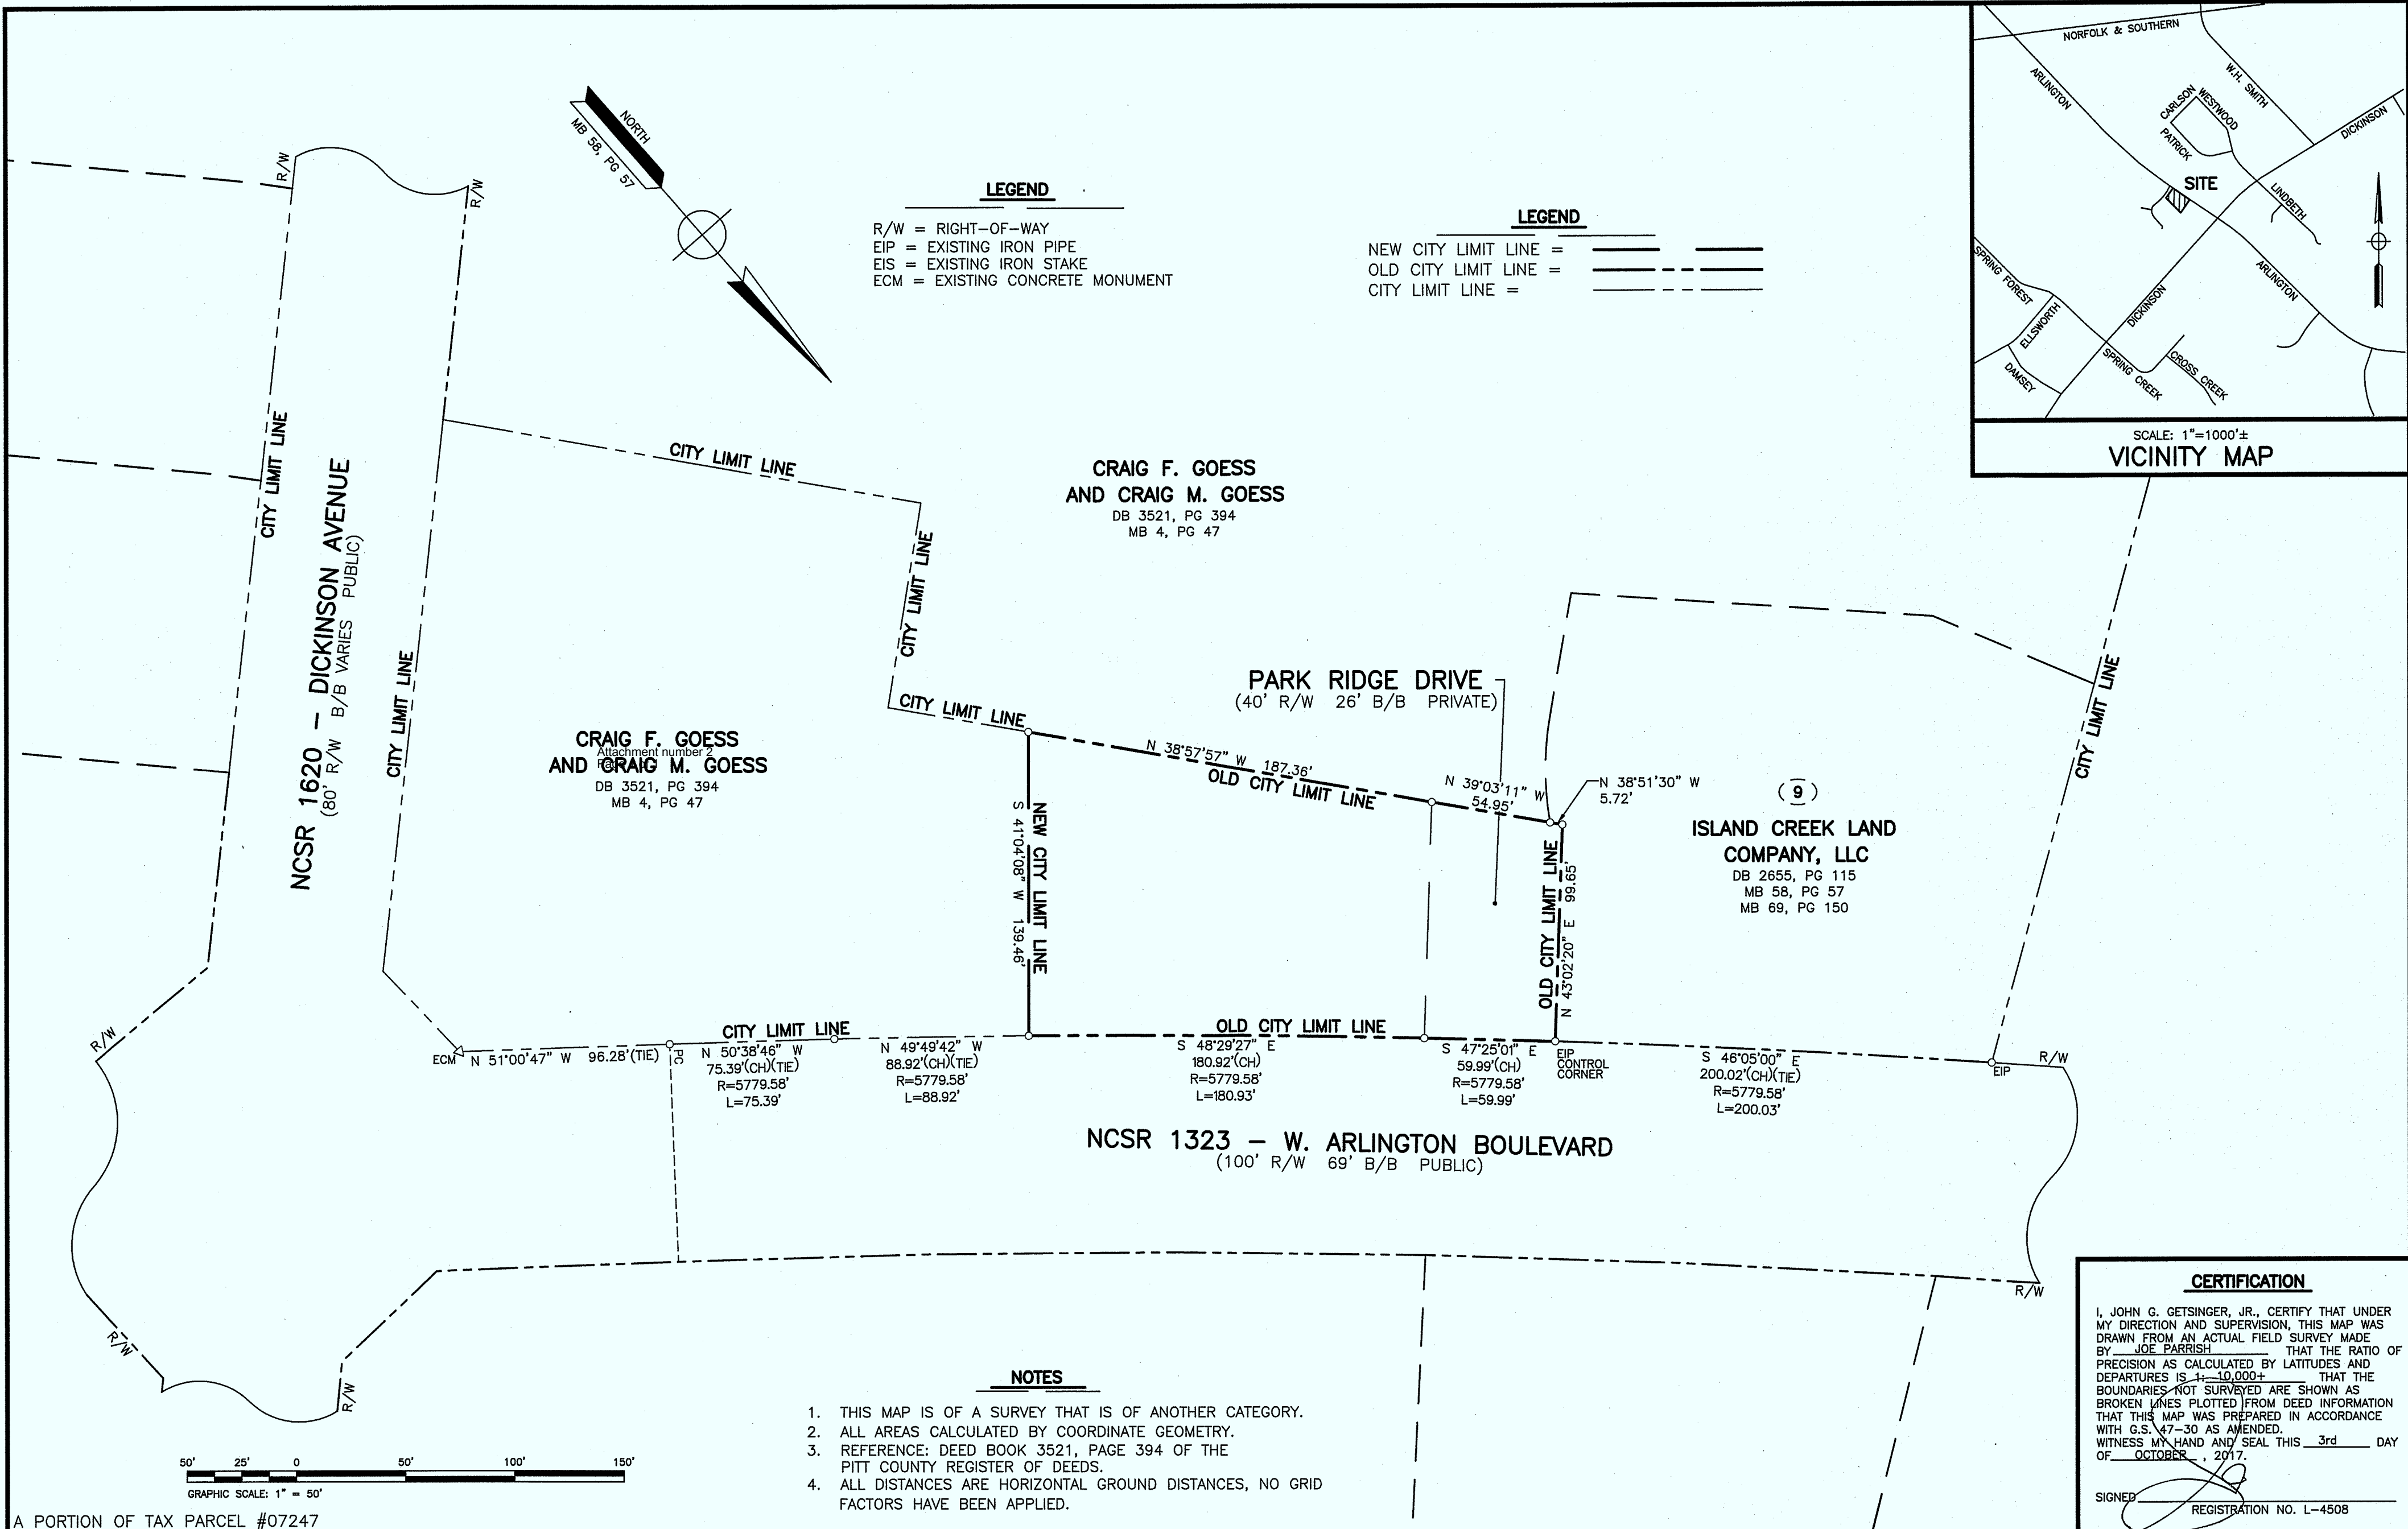 NORFOLK & SOUTHERN
ARLINGTON
W.H. SMITH
CARLSON
WESTWOOD
PATRICK
DICKINSON
SITE
LINDBETH
SPRING FOREST
ELLSWORTH
DAMSEY
DICKINSON
ARLINGTON
SPRING CREEK
CROSS CREEK
SCALE: 1"=1000'±
VICINITY MAP
NORTH
MB 58, PG 57
LEGEND
R/W = RIGHT-OF-WAY
EIP = EXISTING IRON PIPE
EIS = EXISTING IRON STAKE
ECM = EXISTING CONCRETE MONUMENT
LEGEND
NEW CITY LIMIT LINE =
OLD CITY LIMIT LINE =
CITY LIMIT LINE =
R/W
R/W
CITY LIMIT LINE
NCSR 1620 - DICKINSON AVENUE
(80' R/W B/B VARIES PUBLIC)
CITY LIMIT LINE
CITY LIMIT LINE
CITY LIMIT LINE
CITY LIMIT LINE
CRAIG F. GOESS
AND CRAIG M. GOESS
DB 3521, PG 394
MB 4, PG 47
CRAIG F. GOESS
Attachment number 2
AND CRAIG M. GOESS
DB 3521, PG 394
MB 4, PG 47
PARK RIDGE DRIVE
(40' R/W 26' B/B PRIVATE)
N 38°57'57" W 187.36'
OLD CITY LIMIT LINE
N 39°03'11" W
54.95'
N 38°51'30" W
5.72'
NEW CITY LIMIT LINE
S 41°04'08" W 139.46'
OLD CITY LIMIT LINE
N 43°02'20" E 99.65'
(9)
ISLAND CREEK LAND
COMPANY, LLC
DB 2655, PG 115
MB 58, PG 57
MB 69, PG 150
CITY LIMIT LINE
R/W
ECM
N 51°00'47" W 96.28'(TIE)
PC
CITY LIMIT LINE
N 50°38'46" W
75.39'(CH)(TIE)
R=5779.58'
L=75.39'
N 49°49'42" W
88.92'(CH)(TIE)
R=5779.58'
L=88.92'
OLD CITY LIMIT LINE
S 48°29'27" E
180.92'(CH)
R=5779.58'
L=180.93'
S 47°25'01" E
59.99'(CH)
R=5779.58'
L=59.99'
EIP
CONTROL
CORNER
S 46°05'00" E
200.02'(CH)(TIE)
R=5779.58'
L=200.03'
EIP
R/W
NCSR 1323 - W. ARLINGTON BOULEVARD
(100' R/W 69' B/B PUBLIC)
R/W
R/W
R/W
NOTES
1. THIS MAP IS OF A SURVEY THAT IS OF ANOTHER CATEGORY.
2. ALL AREAS CALCULATED BY COORDINATE GEOMETRY.
3. REFERENCE: DEED BOOK 3521, PAGE 394 OF THE
PITT COUNTY REGISTER OF DEEDS.
4. ALL DISTANCES ARE HORIZONTAL GROUND DISTANCES, NO GRID
FACTORS HAVE BEEN APPLIED.
50' 25' 0 50' 100' 150'
GRAPHIC SCALE: 1" = 50'
A PORTION OF TAX PARCEL #07247
CERTIFICATION
I, JOHN G. GETSINGER, JR., CERTIFY THAT UNDER
MY DIRECTION AND SUPERVISION, THIS MAP WAS
DRAWN FROM AN ACTUAL FIELD SURVEY MADE
BY JOE PARRISH THAT THE RATIO OF
PRECISION AS CALCULATED BY LATITUDES AND
DEPARTURES IS 1: 10,000+ THAT THE
BOUNDARIES NOT SURVEYED ARE SHOWN AS
BROKEN LINES PLOTTED FROM DEED INFORMATION
THAT THIS MAP WAS PREPARED IN ACCORDANCE
WITH G.S. 47-30 AS AMENDED.
WITNESS MY HAND AND SEAL THIS 3rd DAY
OF OCTOBER, 2017.
SIGNED
REGISTRATION NO. L-4508